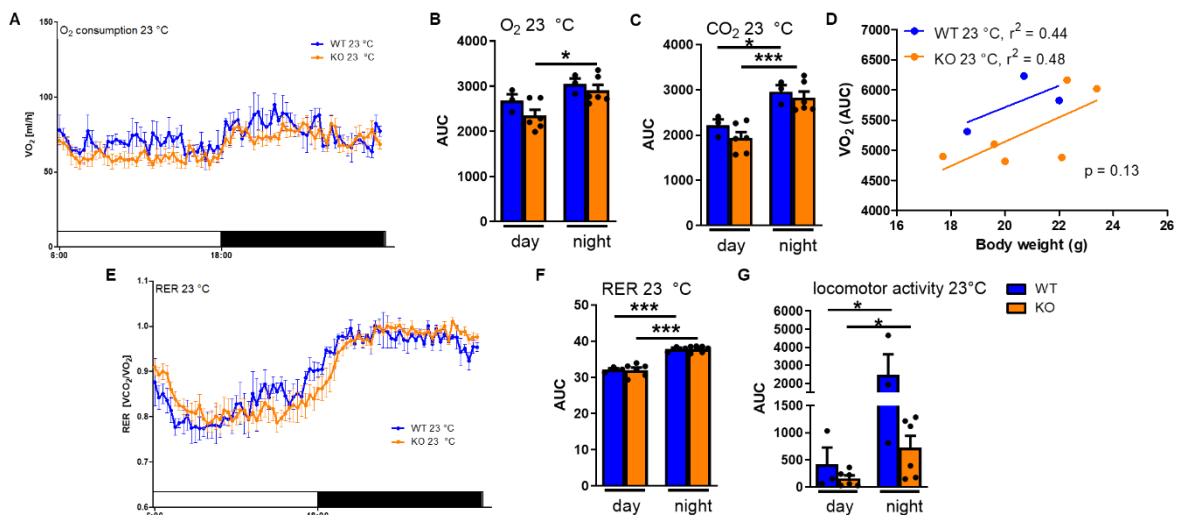 A
O2 consumption 23 °C
WT 23 °C
KO 23 °C
VO2 [ml/h]
150
100
50
0
6:00
18:00
B
O2 23 °C
*
AUC
4000
3000
2000
1000
0
day
night
C
CO2 23 °C
*
***
AUC
4000
3000
2000
1000
0
day
night
D
WT 23 °C, r2 = 0.44
KO 23 °C, r2 = 0.48
VO2 (AUC)
7000
6500
6000
5500
5000
4500
4000
p = 0.13
16
18
20
22
24
26
Body weight (g)
E
RER 23 °C
RER [VCO2/VO2]
1.1
1.0
0.9
0.8
0.7
0.6
WT 23 °C
KO 23 °C
F
RER 23 °C
***
***
AUC
50
40
30
20
10
0
day
night
G
locomotor activity 23°C
*
*
AUC
6000
5000
4000
3000
2000
1500
1000
500
0
day
night
WT
KO